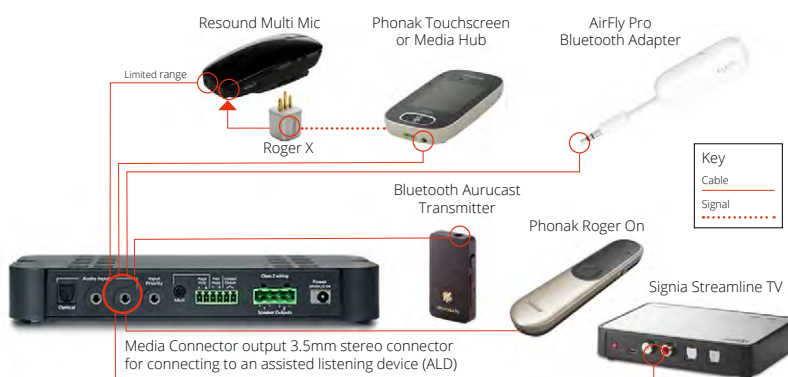 Resound Multi Mic
Phonak Touchscreen
or Media Hub
AirFly Pro
Bluetooth Adapter
Limited range
Roger X
Key
Cable
Signal
Bluetooth Aurucast
Transmitter
Phonak Roger On
Signia Streamline TV
Audio Input
Input
Priority
Optical
Class 2 wiring
Speaker Outputs
Power
Media Connector output 3.5mm stereo connector
for connecting to an assisted listening device (ALD)